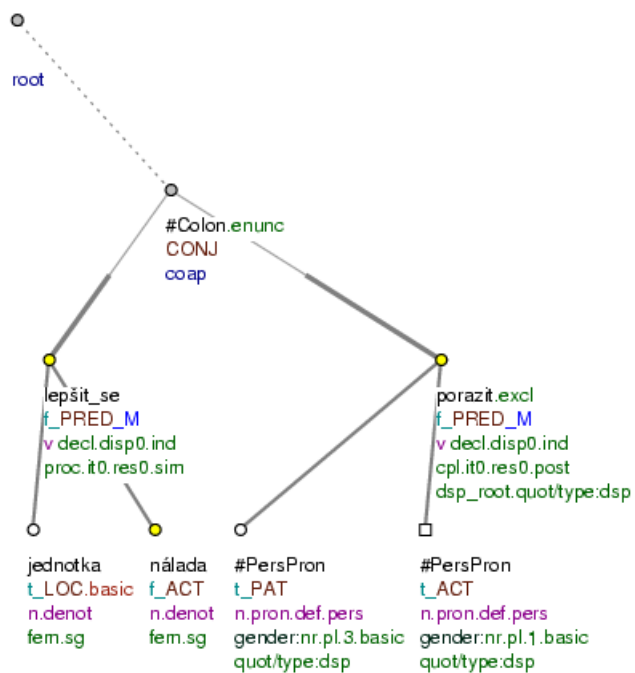 root
#Colon.enunc
CONJ
coap
lepšit_se
f_PRED_M
v decl.disp0.ind
proc.it0.res0.sim
porazit.excl
f_PRED_M
v decl.disp0.ind
cpl.it0.res0.post
dsp_root.quot/type:dsp
jednotka
t_LOC.basic
n.denot
fem.sg
nálada
f_ACT
n.denot
fem.sg
#PersPron
t_PAT
n.pron.def.pers
gender:nr.pl.3.basic
quot/type:dsp
#PersPron
t_ACT
n.pron.def.pers
gender:nr.pl.1.basic
quot/type:dsp